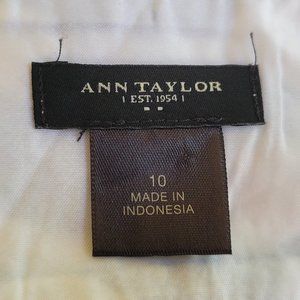 ANN TAYLOR
| EST. 1954 |
10
MADE IN
INDONESIA